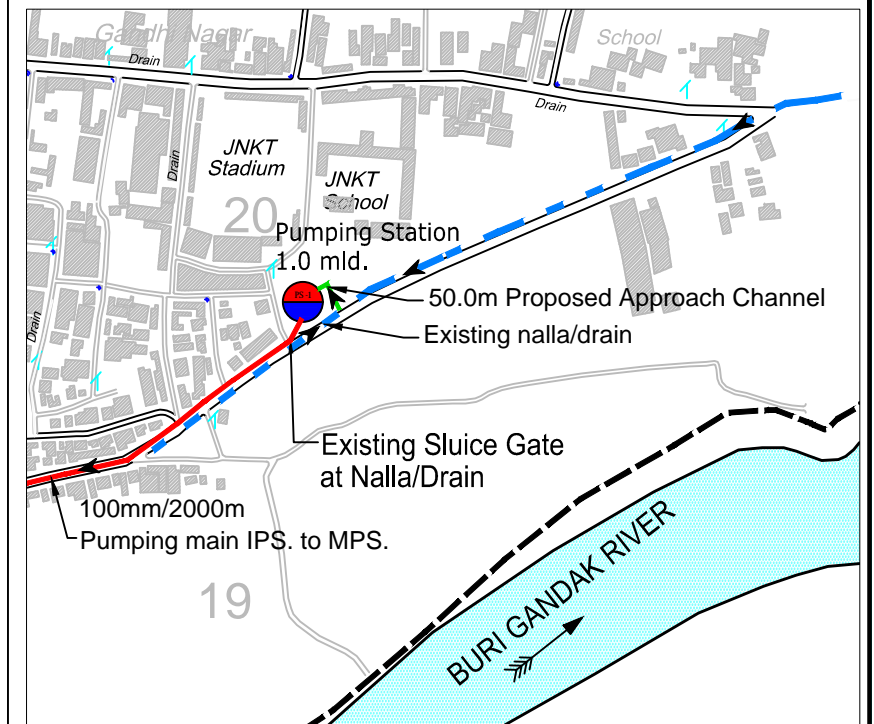 Gandhi Nagar
School
Drain
Drain
JNKT
Stadium
Drain
JNKT
School
20
Pumping Station
1.0 mld.
PS-1
50.0m Proposed Approach Channel
Existing nalla/drain
Drain
Existing Sluice Gate
at Nalla/Drain
100mm/2000m
Pumping main IPS. to MPS.
19
BURI GANDAK RIVER